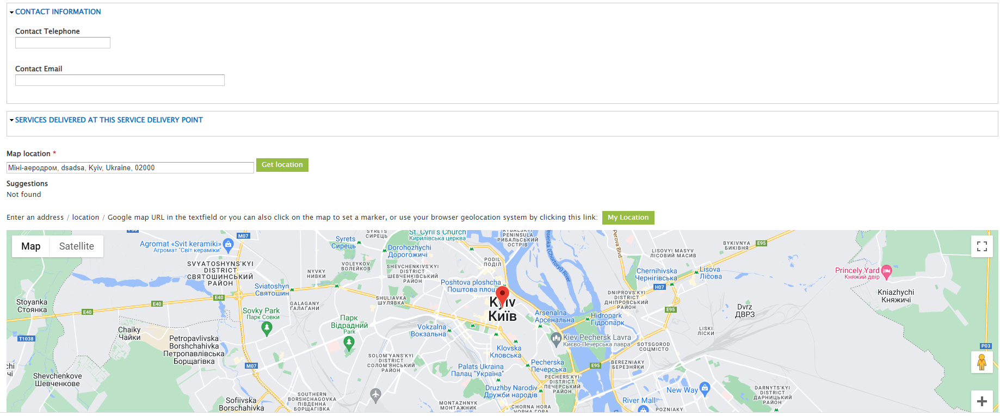 CONTACT INFORMATION
Contact Telephone
Contact Email
SERVICES DELIVERED AT THIS SERVICE DELIVERY POINT
Map location *
Міні-аеродром, dsadsa, Kyiv, Ukraine, 02000
Get location
Suggestions
Not found
Enter an address / location / Google map URL in the textfield or you can also click on the map to set a marker, or use your browser geolocation system by clicking this link:
My Location
Map
Satellite
M07
Agromat «Svit keramiki»
Агромат "Світ кераміки"
Syrets
Сирець
SYRETS
СИРЕЦЬ
St. Cyril's Church
Кирилівська церква
PENINSULA
РИБАЛЬСЬКИЙ
ОСТРІВ
(Chortoryi) River
Perova Blvd
E95
BYKIVNYA
БИКІВНЯ
LISOVYI MASYV
ЛІСОВИЙ МАСИВ
Dorohozhychi
Дорогожичі
SVYATOSHYNS'KYI
DISTRICT
СВЯТОШИНСЬКИЙ
РАЙОН
VOLEYKOV
ВОЛЕЙКОВ
NYVKY
НИВКИ
SHEVCHENKIVS'KYI
DISTRICT
ШЕВЧЕНКІВСЬКИЙ
РАЙОН
PODIL
ПОДІЛ
Chernihivska
Чернігівська
Lisova
Лісова
Princely Yard
Княжий двір
H07
Sviatoshyn
Святошин
Poshtova ploshcha
Поштова площ
E40
E40
E40
SHULIAVKA
ШУЛЯВКА
GALAGANY
ГАЛАГАНИ
Kyiv
Київ
DNIPROVS'KYI
DISTRICT
ДНІПРОВСЬКИЙ
РАЙОН
Kniazhychi
Княжичі
Stoyanka
Стоянка
Sovky Park
Парк Совки
Парк
Відрадний
Park
Arsenalna
Арсенальна
Hidropark
Гідропарк
E95
Dvrz
ДВРЗ
Chaiky
Чайки
T1038
Petropavlivska
Borshchahivka
Петропавлівська
Борщагівка
Vokzalna
Вокзальна
Kiev Pechersk Lavra
Києво-Печерська лавра
LISKI
ЛІСКИ
SOTSGOROD
СОЦМІСТО
P03
Klovska
Кловська
M07
SOLOM'YANS'KYI
DISTRICT
СОЛОМ'ЯНСЬКИЙ
РАЙОН
Palats Ukraina
Палац "Україна"
Pecherska
Печерська
E95
BEREZNIAKY
БЕРЕЗНЯКИ
hi
чі
Shevchenkove
Шевченкове
PECHERS'KYI
DISTRICT
ПЕЧЕРСЬКИЙ
РАЙОН
Druzhby Narodiv
Дружби народів
New Way
DARNYTS'KYI
DISTRICT
ДАРНИЦЬКИЙ
РАЙОН
Sofiivska
Borschahivka
SOUTHERN
BORSHCHAGOVKA
ПІВДЕННА
БОРЩАГІВКА
MONTAZHNYK
МОНТАЖНИК
CHORNA HORA
ЧОРНА ГОРА
River Mall
POZNIAKY